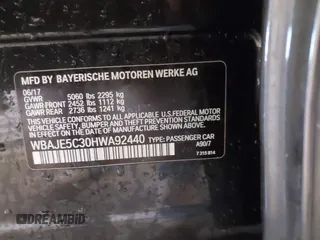 MFD BY BAYERISCHE MOTOREN WERKE AG
06/17
GVWR 5060 lbs 2295 kg
GAWR FRONT 2452 lbs 1112 kg
GAWR REAR 2736 lbs 1241 kg
THIS VEHICLE CONFORMS TO ALL APPLICABLE
FEDERAL MOTOR VEHICLE SAFETY, BUMPER,
AND THEFT PREVENTION STANDARDS IN EFFECT
ON THE DATE OF MANUFACTURE SHOWN ABOVE.
WBAJE5C30HWA92440 TYPE: PASSENGER CAR
A90/7
7 315 814
DREAMBID